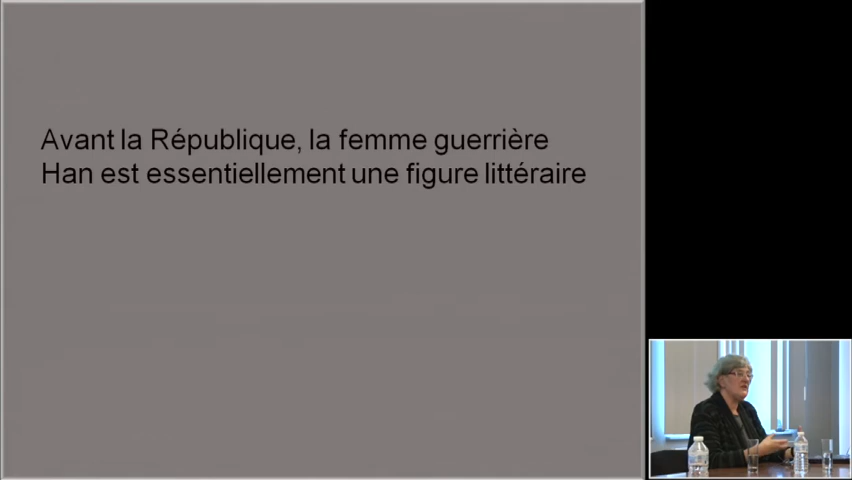 Avant la République, la femme guerrière
Han est essentiellement une figure littéraire